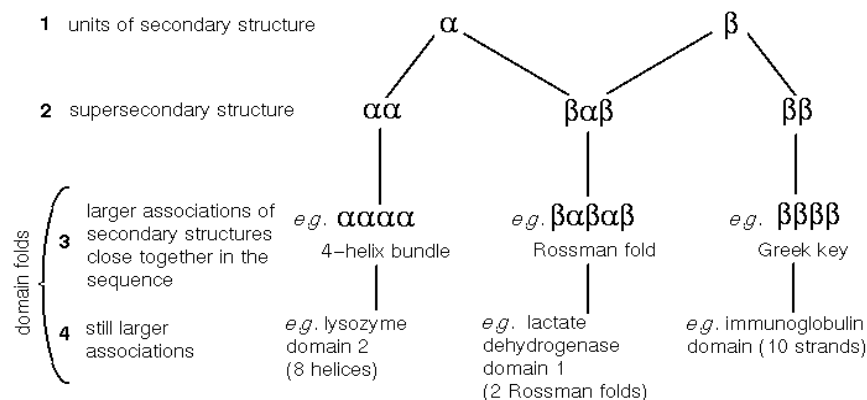 1 units of secondary structure α β
2 supersecondary structure αα βαβ ββ
domain folds
3 larger associations of secondary structures close together in the sequence
e.g. αααα
4-helix bundle
e.g. βαβαβ
Rossman fold
e.g. ββββ
Greek key
4 still larger
associations
e.g. lysozyme
domain 2
(8 helices)
e.g. lactate
dehydrogenase
domain 1
(2 Rossman folds)
e.g. immunoglobulin
domain (10 strands)